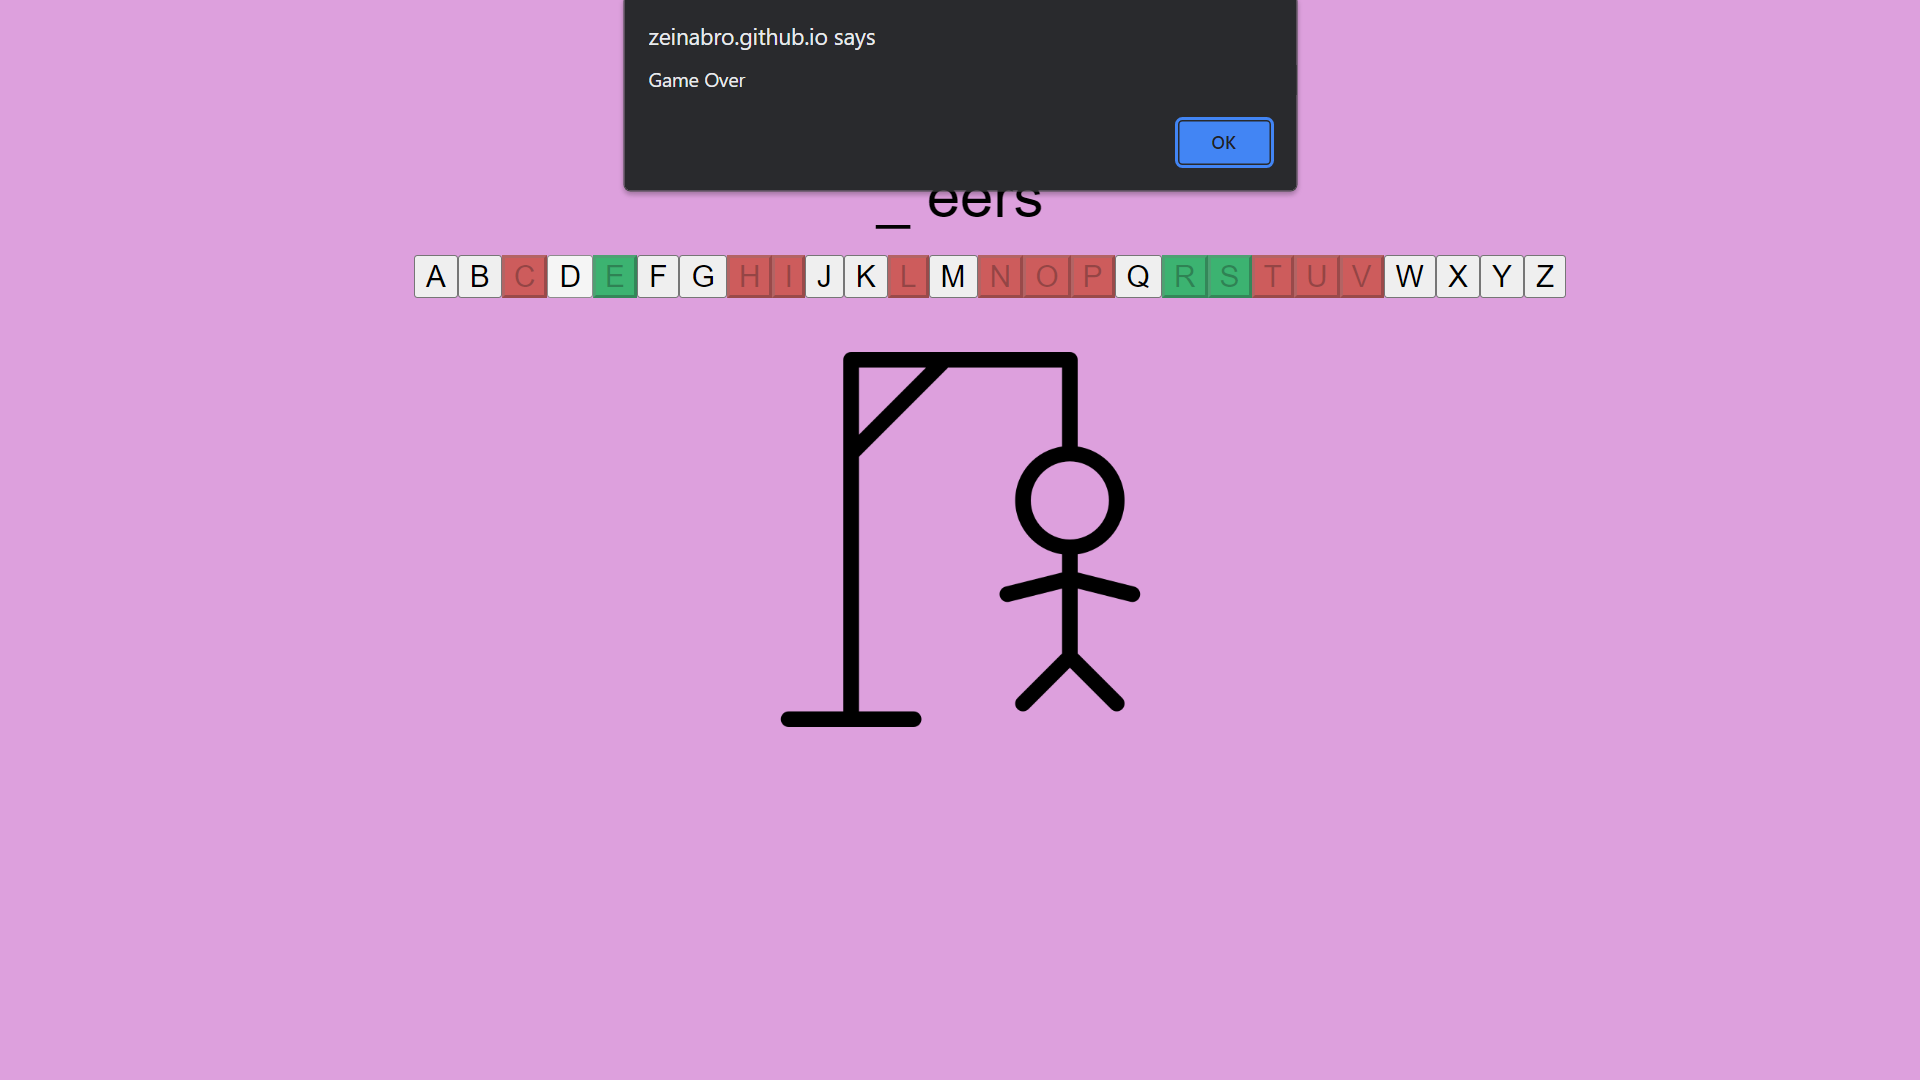 zeinabro.github.io says
Game Over
OK
_ eers
A B C D E F G H I J K L M N O P Q R S T U V W X Y Z